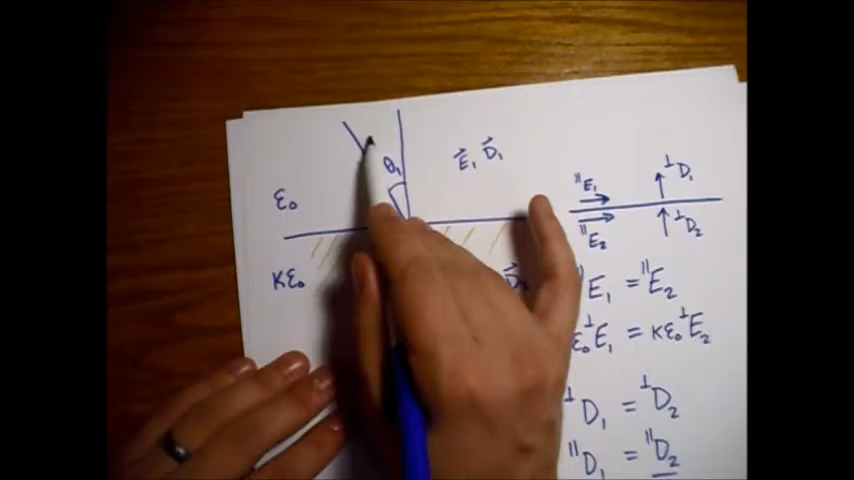 θ₁
E⃗₁ D⃗₁
ε₀
Kε₀
∥E₁
⊥D₁
∥E₂
⊥D₂
∥E₁ = ∥E₂
ε₀⊥E₁ = Kε₀⊥E₂
⊥D₁ = ⊥D₂
∥D₁ = ∥D₂